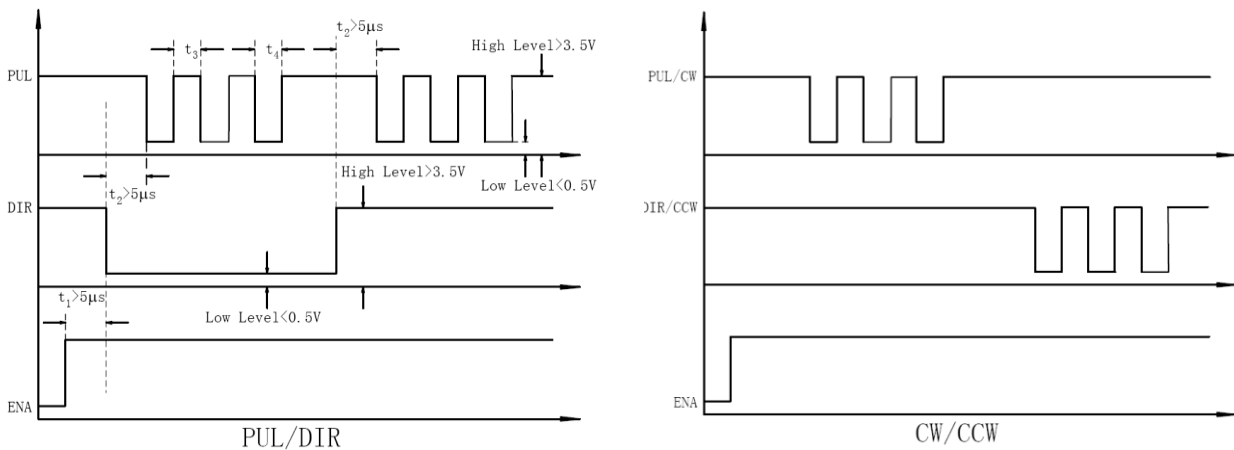 t2>5μs
t3
t4
High Level>3.5V
PUL
High Level>3.5V
Low Level<0.5V
t2>5μs
DIR
t1>5μs
Low Level<0.5V
ENA
PUL/DIR
PUL/CW
DIR/CCW
ENA
CW/CCW